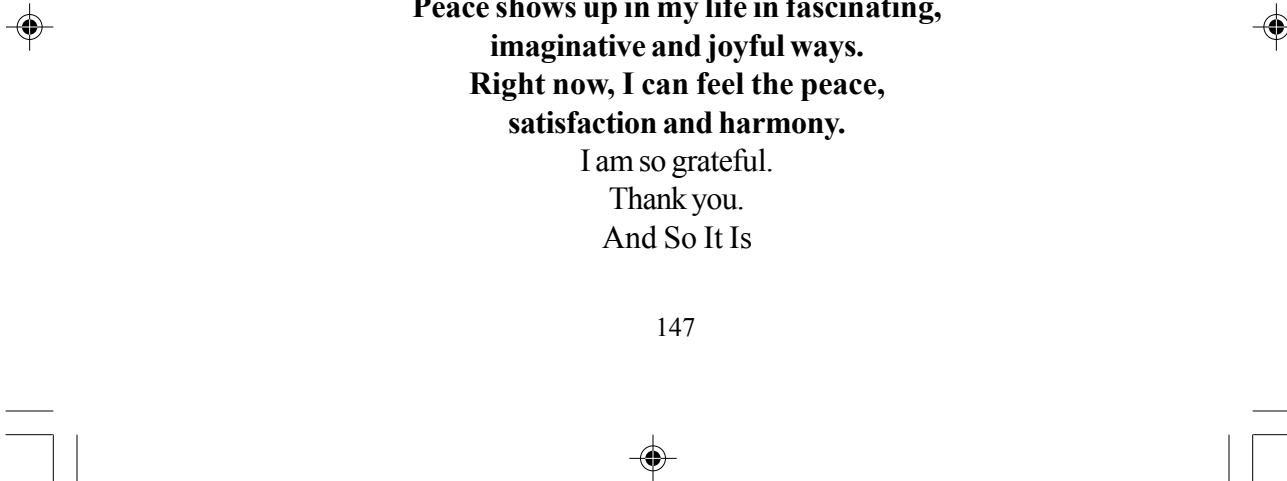 Peace shows up in my life in fascinating,
imaginative and joyful ways.
Right now, I can feel the peace,
satisfaction and harmony.
I am so grateful.
Thank you.
And So It Is
147